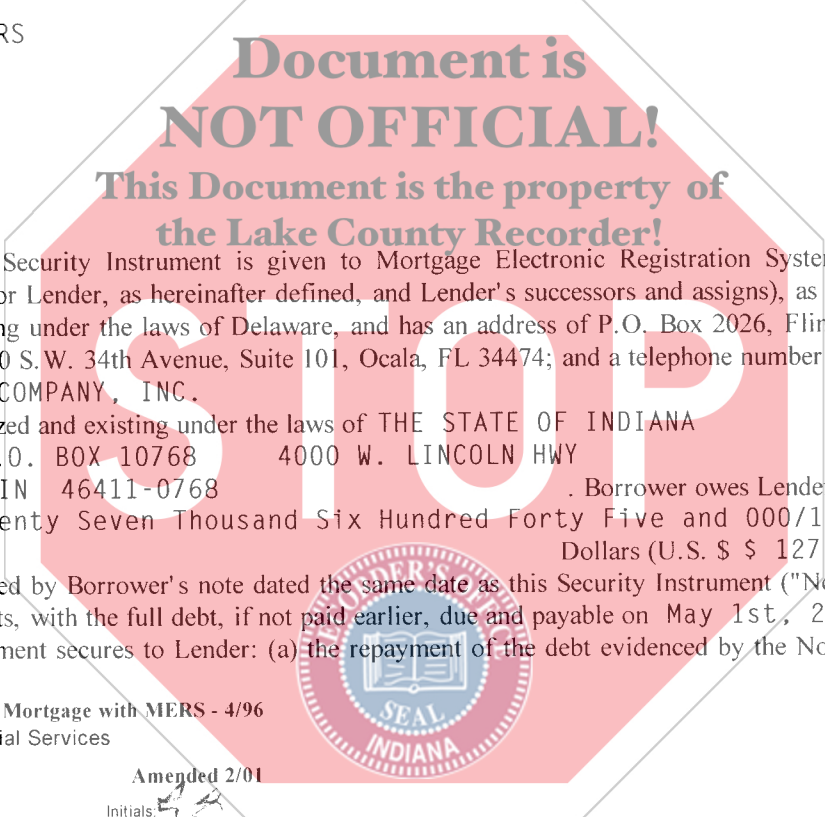 RS
Document is
NOT OFFICIAL!
This Document is the property of
the Lake County Recorder!
Security Instrument is given to Mortgage Electronic Registration Syste
or Lender, as hereinafter defined, and Lender's successors and assigns), as
ng under the laws of Delaware, and has an address of P.O. Box 2026, Flin
0 S.W. 34th Avenue, Suite 101, Ocala, FL 34474; and a telephone number
COMPANY, INC.
zed and existing under the laws of THE STATE OF INDIANA
.O. BOX 10768 4000 W. LINCOLN HWY
IN 46411-0768 . Borrower owes Lende
enty Seven Thousand Six Hundred Forty Five and 000/1
Dollars (U.S. $ $ 127
STOP
ed by Borrower's note dated the same date as this Security Instrument ("No
ts, with the full debt, if not paid earlier, due and payable on May 1st, 2
ment secures to Lender: (a) the repayment of the debt evidenced by the No
SEAL
INDIANA
Mortgage with MERS - 4/96
ial Services
Amended 2/01
Initials: